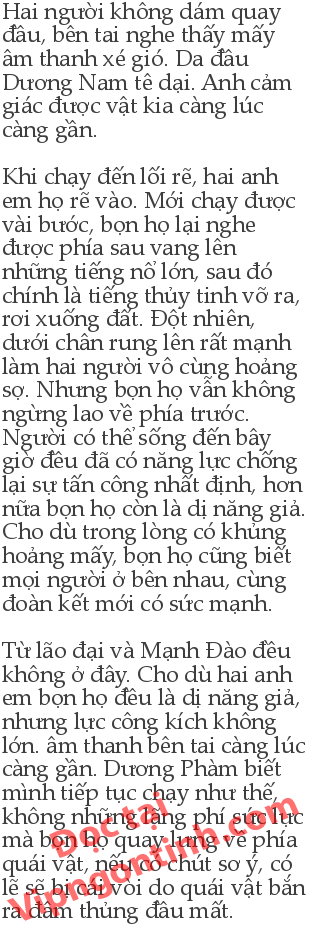 Hai người không dám quay
đầu, bên tai nghe thấy mấy
âm thanh xé gió. Da đầu
Dương Nam tê dại. Anh cảm
giác được vật kia càng lúc
càng gần.
Khi chạy đến lối rẽ, hai anh
em họ rẽ vào. Mới chạy được
vài bước, bọn họ lại nghe
được phía sau vang lên
những tiếng nổ lớn, sau đó
chính là tiếng thủy tinh vỡ ra,
rơi xuống đất. Đột nhiên,
dưới chân rung lên rất mạnh
làm hai người vô cùng hoảng
sợ. Nhưng bọn họ vẫn không
ngừng lao về phía trước.
Người có thể sống đến bây
giờ đều đã có năng lực chống
lại sự tấn công nhất định, hơn
nữa bọn họ còn là dị năng giả.
Cho dù trong lòng có khủng
hoảng mấy, bọn họ cũng biết
mọi người ở bên nhau, cùng
đoàn kết mới có sức mạnh.
Từ lão đại và Mạnh Đào đều
không ở đây. Cho dù hai anh
em bọn họ đều là dị năng giả,
nhưng lực công kích không
lớn. âm thanh bên tai càng lúc
càng gần. Dương Phàm biết
mình tiếp tục chạy như thế,
không những lãng phí sức lực
mà bọn họ quay lưng về phía
quái vật, nếu có chút sơ ý, có
lẽ sẽ bị cái vòi do quái vật bắn
ra đâm thủng đầu mất.
Đọc tại
Vipngontinh.com